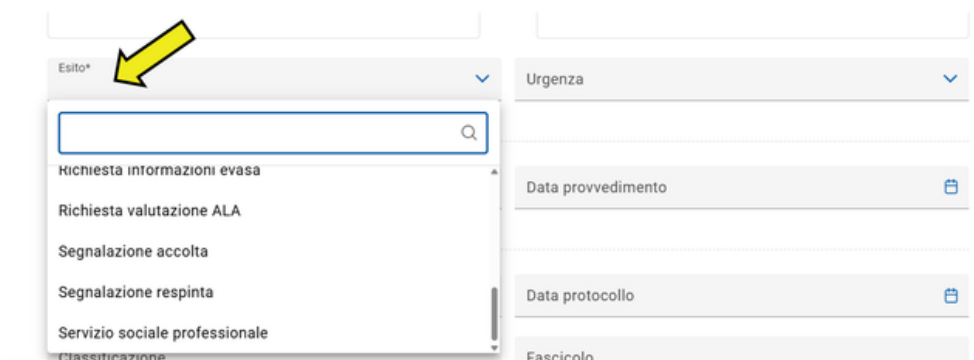 Esito*
Urgenza
Richiesta informazioni evasa
Data provvedimento
Richiesta valutazione ALA
Segnalazione accolta
Segnalazione respinta
Data protocollo
Servizio sociale professionale
Classificazione
Fascicolo